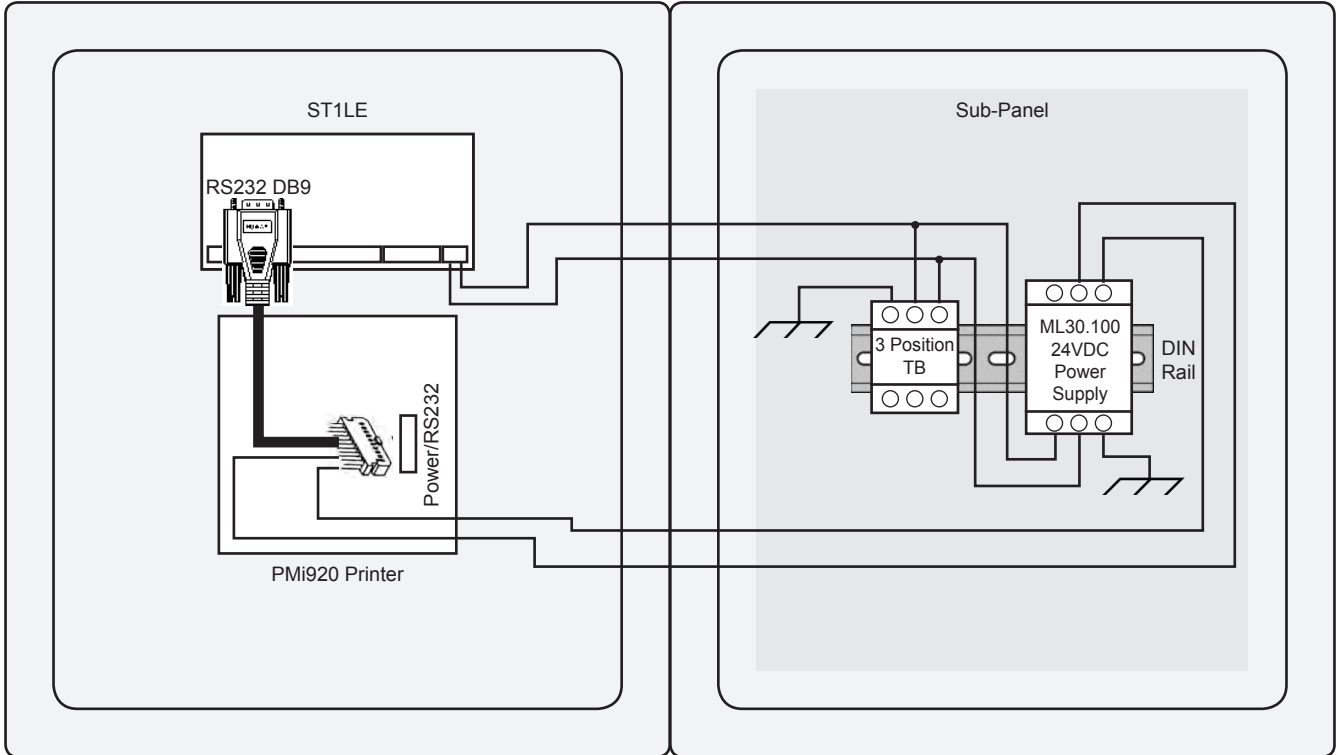 ST1LE
RS232 DB9
Power/RS232
PMi920 Printer
Sub-Panel
3 Position
TB
ML30.100
24VDC
Power
Supply
DIN
Rail